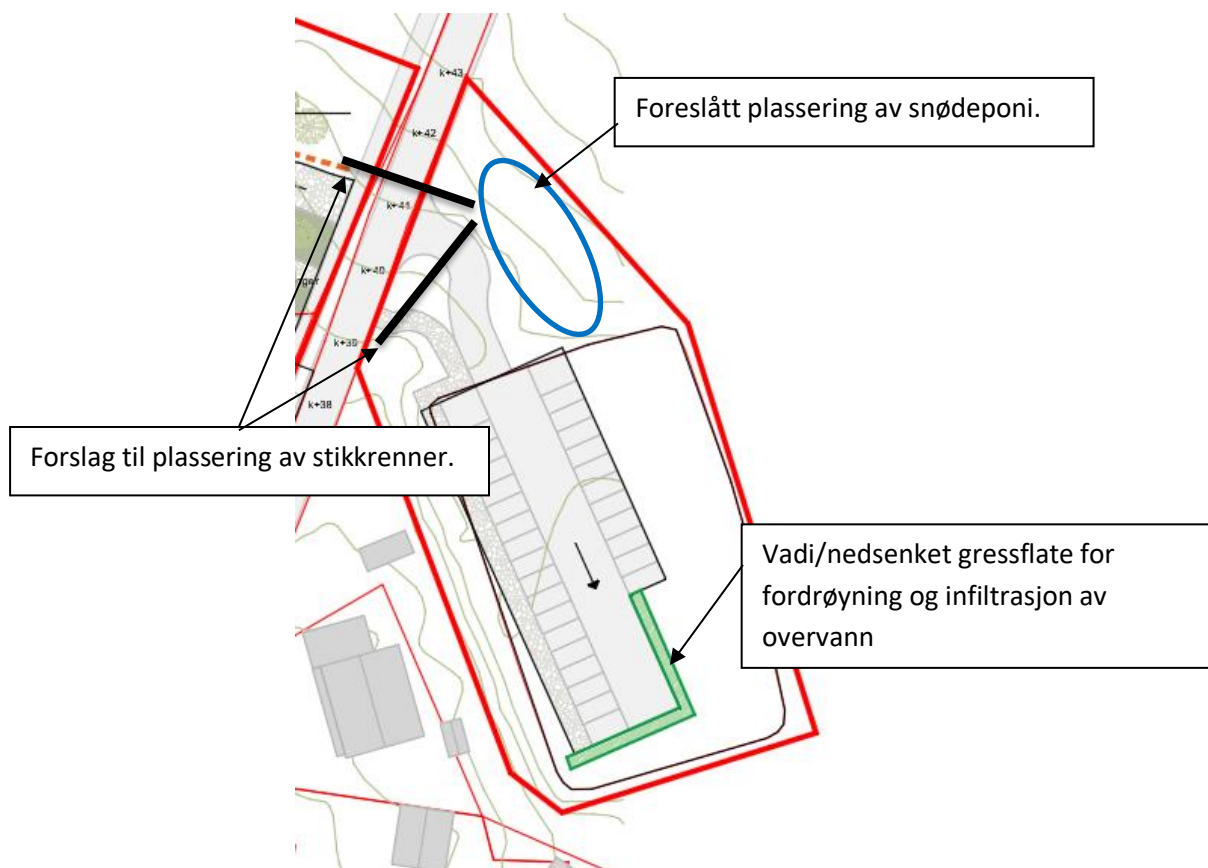 k+43
Foreslått plassering av snødeponi.
k+42
k+41
k+40
nger
k+39
k+38
Forslag til plassering av stikkrenner.
Vadi/nedsenket gressflate for
fordrøyning og infiltrasjon av
overvann